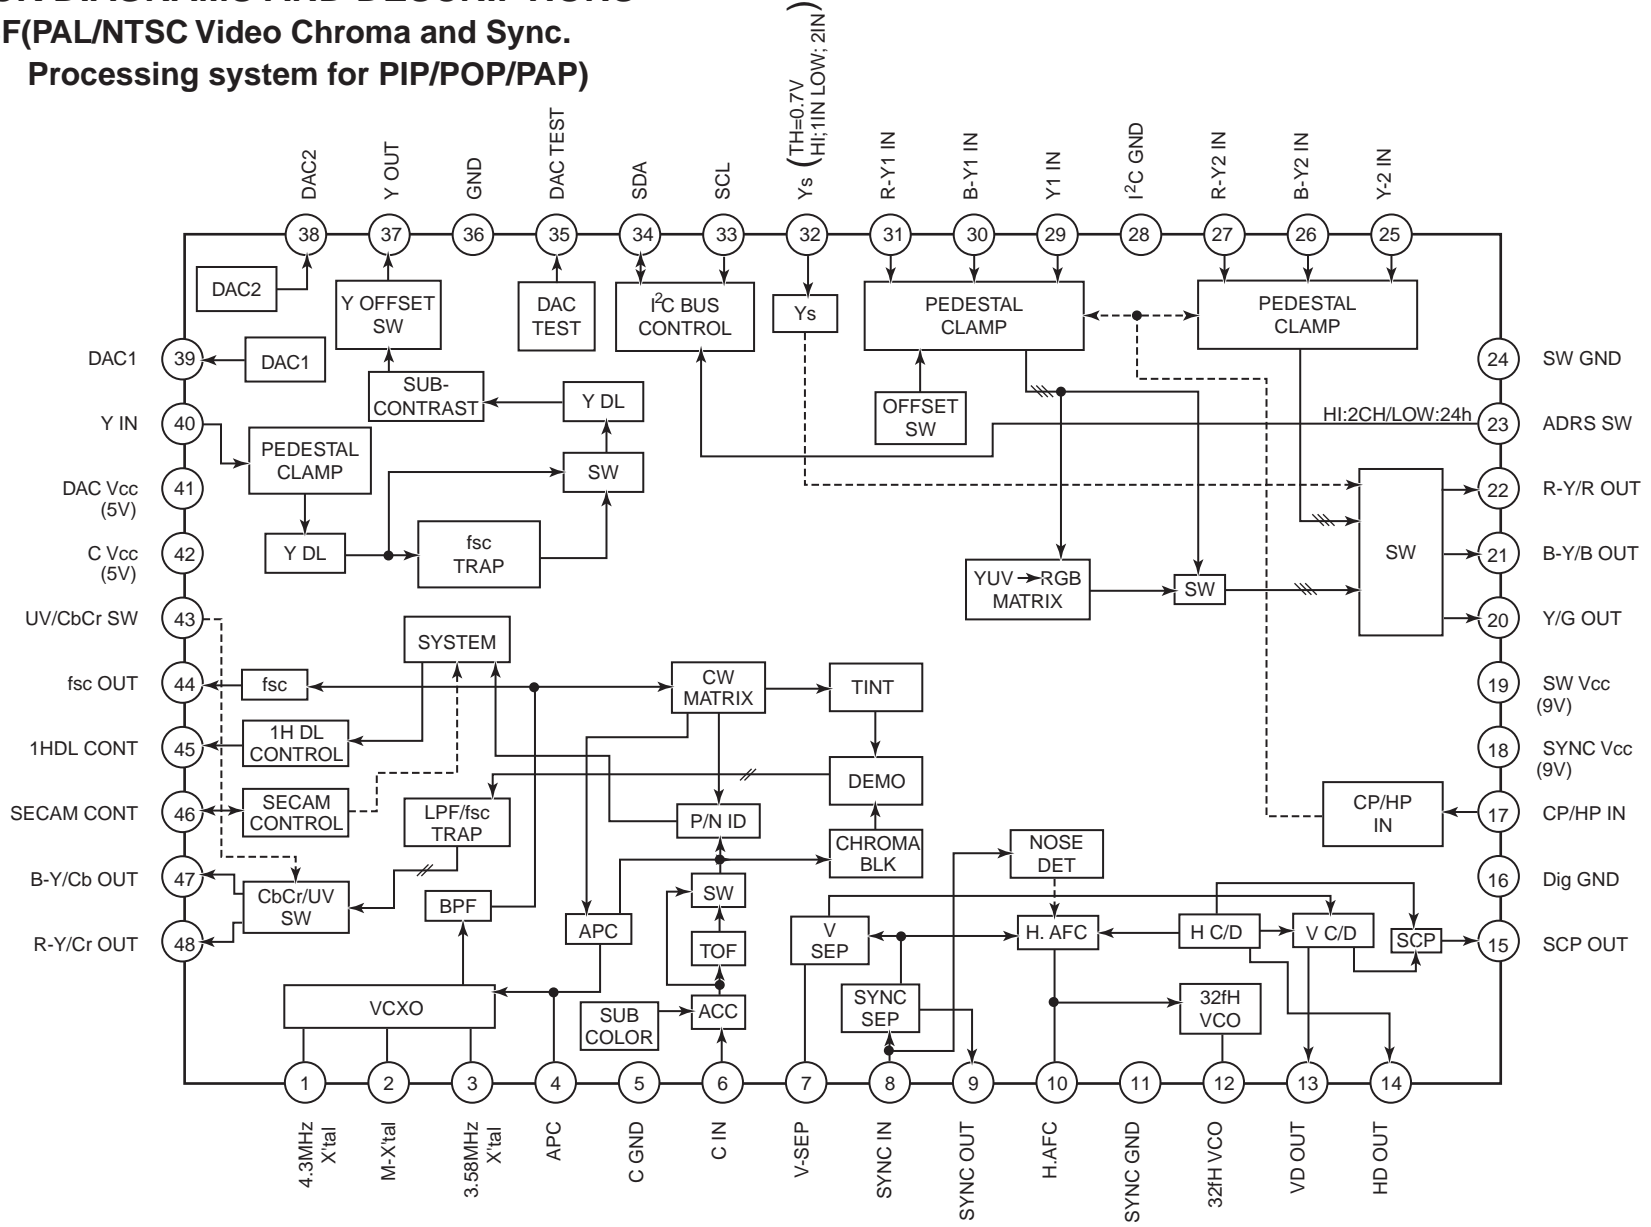 F(PAL/NTSC Video Chroma and Sync.
Processing system for PIP/POP/PAP)
DAC2
Y OUT
GND
DAC TEST
SDA
SCL
Ys
(TH=0.7V
HI;1IN LOW; 2IN)
R-Y1 IN
B-Y1 IN
Y1 IN
I2C GND
R-Y2 IN
B-Y2 IN
Y-2 IN
38
37
36
35
34
33
32
31
30
29
28
27
26
25
DAC2
Y OFFSET
SW
DAC
TEST
I2C BUS
CONTROL
Ys
PEDESTAL
CLAMP
PEDESTAL
CLAMP
DAC1
39
DAC1
SUB-
CONTRAST
Y DL
OFFSET
SW
24
SW GND
Y IN
40
PEDESTAL
CLAMP
SW
HI:2CH/LOW:24h
23
ADRS SW
DAC Vcc
(5V)
41
22
R-Y/R OUT
C Vcc
(5V)
42
Y DL
fsc
TRAP
YUV → RGB
MATRIX
SW
SW
21
B-Y/B OUT
UV/CbCr SW
43
SYSTEM
20
Y/G OUT
fsc OUT
44
fsc
CW
MATRIX
TINT
19
SW Vcc
(9V)
1HDL CONT
45
1H DL
CONTROL
DEMO
18
SYNC Vcc
(9V)
SECAM CONT
46
SECAM
CONTROL
LPF/fsc
TRAP
P/N ID
CHROMA
BLK
NOSE
DET
CP/HP
IN
17
CP/HP IN
B-Y/Cb OUT
47
CbCr/UV
SW
BPF
SW
16
Dig GND
R-Y/Cr OUT
48
APC
TOF
V
SEP
H. AFC
H C/D
V C/D
SCP
15
SCP OUT
VCXO
SUB
COLOR
ACC
SYNC
SEP
32fH
VCO
1
2
3
4
5
6
7
8
9
10
11
12
13
14
4.3MHz
X'tal
M-X'tal
3.58MHz
X'tal
APC
C GND
C IN
V-SEP
SYNC IN
SYNC OUT
H.AFC
SYNC GND
32fH VCO
VD OUT
HD OUT